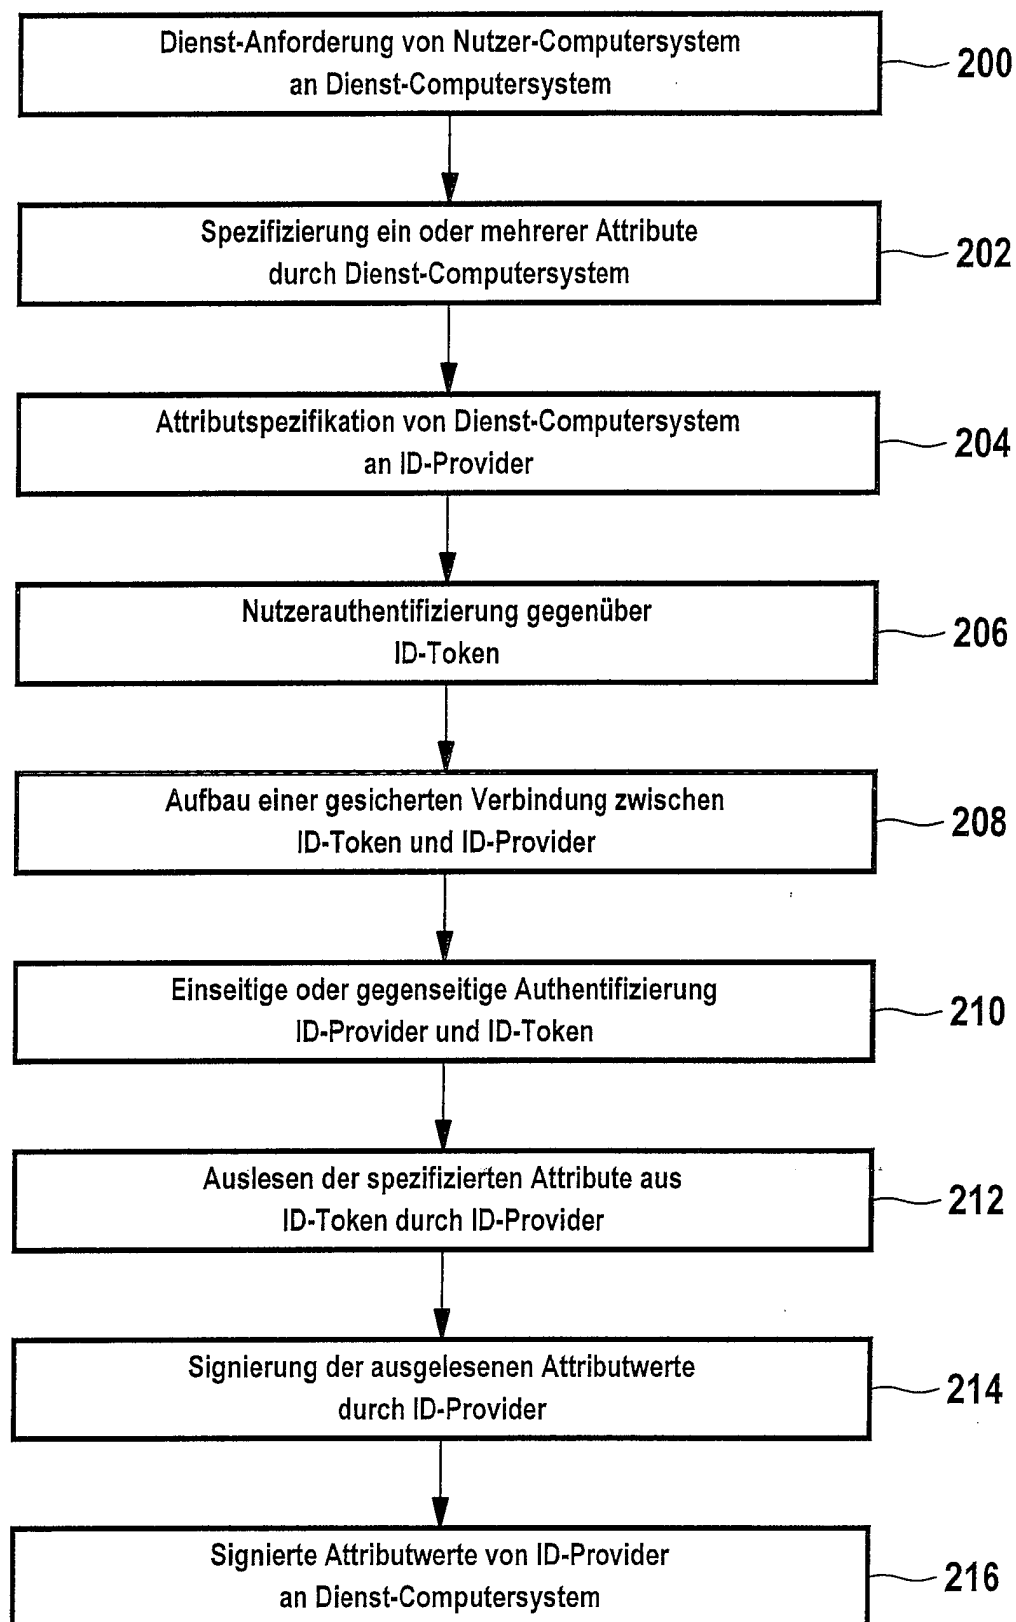 Dienst-Anforderung von Nutzer-Computersystem
an Dienst-Computersystem
200
Spezifizierung ein oder mehrerer Attribute
durch Dienst-Computersystem
202
Attributspezifikation von Dienst-Computersystem
an ID-Provider
204
Nutzerauthentifizierung gegenüber
ID-Token
206
Aufbau einer gesicherten Verbindung zwischen
ID-Token und ID-Provider
208
Einseitige oder gegenseitige Authentifizierung
ID-Provider und ID-Token
210
Auslesen der spezifizierten Attribute aus
ID-Token durch ID-Provider
212
Signierung der ausgelesenen Attributwerte
durch ID-Provider
214
Signierte Attributwerte von ID-Provider
an Dienst-Computersystem
216